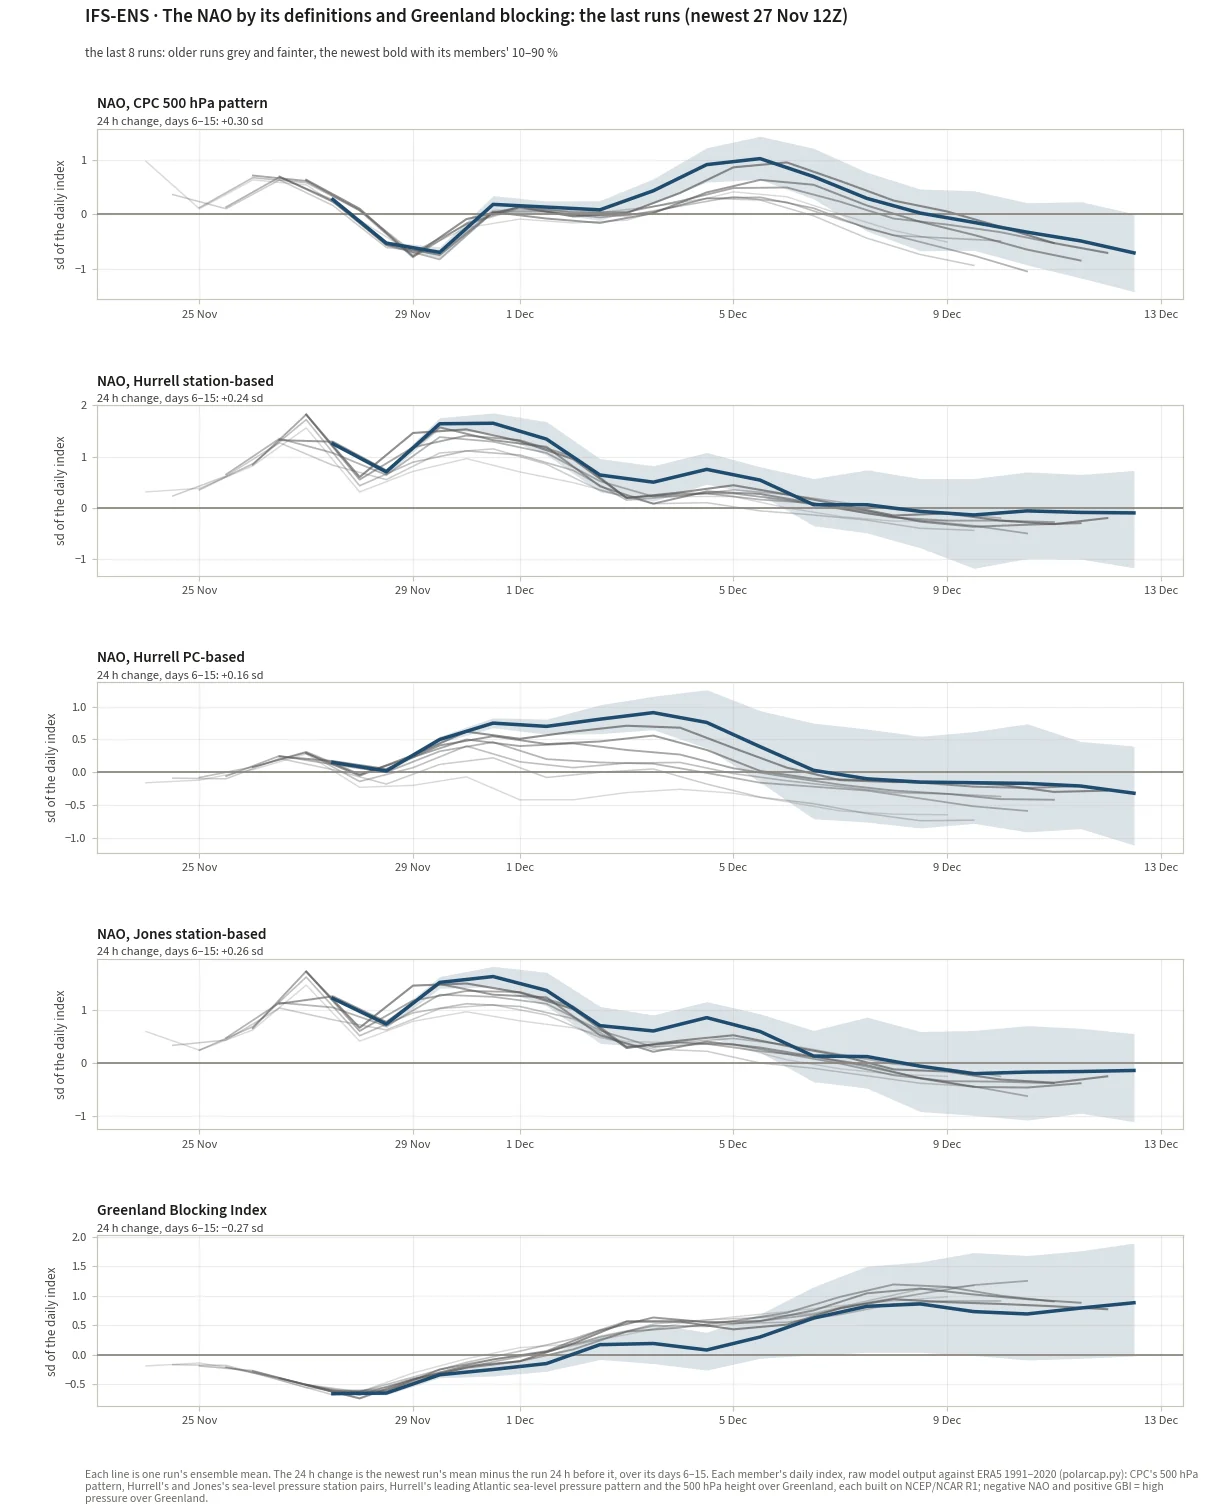 IFS-ENS · The NAO by its definitions and Greenland blocking: the last runs (newest 27 Nov 12Z)
the last 8 runs: older runs grey and fainter, the newest bold with its members' 10–90 %
NAO, CPC 500 hPa pattern
24 h change, days 6–15: +0.30 sd
sd of the daily index
1
0
−1
25 Nov
29 Nov
1 Dec
5 Dec
9 Dec
13 Dec
NAO, Hurrell station-based
24 h change, days 6–15: +0.24 sd
sd of the daily index
2
1
0
−1
25 Nov
29 Nov
1 Dec
5 Dec
9 Dec
13 Dec
NAO, Hurrell PC-based
24 h change, days 6–15: +0.16 sd
sd of the daily index
1.0
0.5
0.0
−0.5
−1.0
25 Nov
29 Nov
1 Dec
5 Dec
9 Dec
13 Dec
NAO, Jones station-based
24 h change, days 6–15: +0.26 sd
sd of the daily index
1
0
−1
25 Nov
29 Nov
1 Dec
5 Dec
9 Dec
13 Dec
Greenland Blocking Index
24 h change, days 6–15: −0.27 sd
sd of the daily index
2.0
1.5
1.0
0.5
0.0
−0.5
25 Nov
29 Nov
1 Dec
5 Dec
9 Dec
13 Dec
Each line is one run's ensemble mean. The 24 h change is the newest run's mean minus the run 24 h before it, over its days 6–15. Each member's daily index, raw model output against ERA5 1991–2020 (polarcap.py): CPC's 500 hPa
pattern, Hurrell's and Jones's sea-level pressure station pairs, Hurrell's leading Atlantic sea-level pressure pattern and the 500 hPa height over Greenland, each built on NCEP/NCAR R1; negative NAO and positive GBI = high
pressure over Greenland.